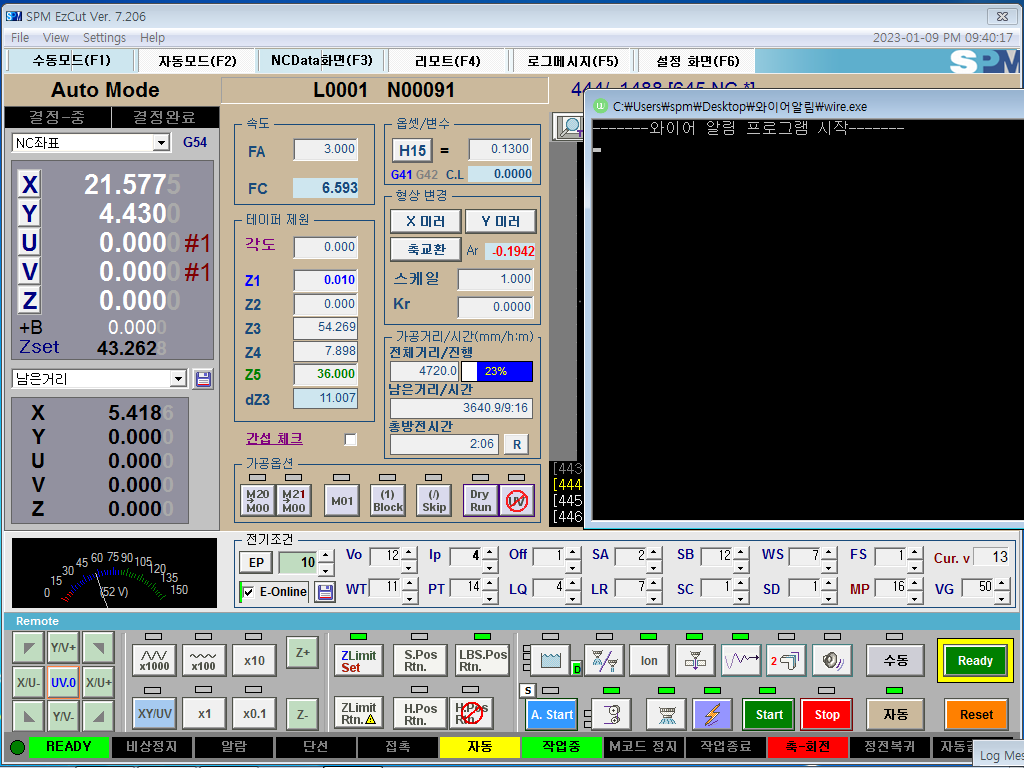 SPM EzCut Ver. 7.206
File View Settings Help
2023-01-09 PM 09:40:17
수동모드(F1) 자동모드(F2) NCData화면(F3) 리모트(F4) 로그메시지(F5) 설정 화면(F6)
SPM
Auto Mode
L0001 N00091
결정-중 결정완료
NC좌표 G54
X 21.5775
Y 4.4300
U 0.0000 #1
V 0.0000 #1
Z 0.0000
+B 0.0000
Zset 43.2628
남은거리
X 5.4186
Y 0.0000
U 0.0000
V 0.0000
Z 0.0000
속도
FA 3.000
FC 6.593
테이퍼 제원
각도 0.000
Z1 0.010
Z2 0.000
Z3 54.269
Z4 7.898
Z5 36.000
dZ3 11.007
간섭 체크
옵셋/변수
H15 = 0.1300
G41 G42 C.L 0.0000
형상 변경
X 미러 Y 미러
축교환 Ar -0.1942
스케일 1.000
Kr 0.0000
가공거리/시간(mm/h:m)
전체거리/진행
4720.0 23%
남은거리/시간
3640.9/9:16
총방전시간
2:06 R
가공옵션
M20 M00
M21 M00
M01
(1) Block
(/) Skip
Dry Run
UV
C:₩Users₩spm₩Desktop₩와이어알림₩wire.exe
-------와이어 알림 프로그램 시작-------
[443
[444
[445
[446
0 15 30 45 60 75 90 105 120 135 150
(52 V)
전기조건
EP 10 Vo 12 Ip 4 Off 1 SA 2 SB 12 WS 7 FS 1 Cur. v 13
E-Online WT 11 PT 14 LQ 4 LR 7 SC 1 SD 1 MP 16 VG 50
Remote
Y/V+
X/U- UV.0 X/U+
Y/V-
x1000 x100 x10 Z+
XY/UV x1 x0.1 Z-
ZLimit Set S.Pos Rtn. LBS.Pos Rtn.
ZLimit Rtn. H.Pos Rtn. H.Pos Rtn.
D Ion 2 수동 Ready
S A. Start Start Stop 자동 Reset
READY 비상정지 알람 단선 접촉 자동 작업중 M코드 정지 작업종료 축-회전 정전복귀
Log Mes